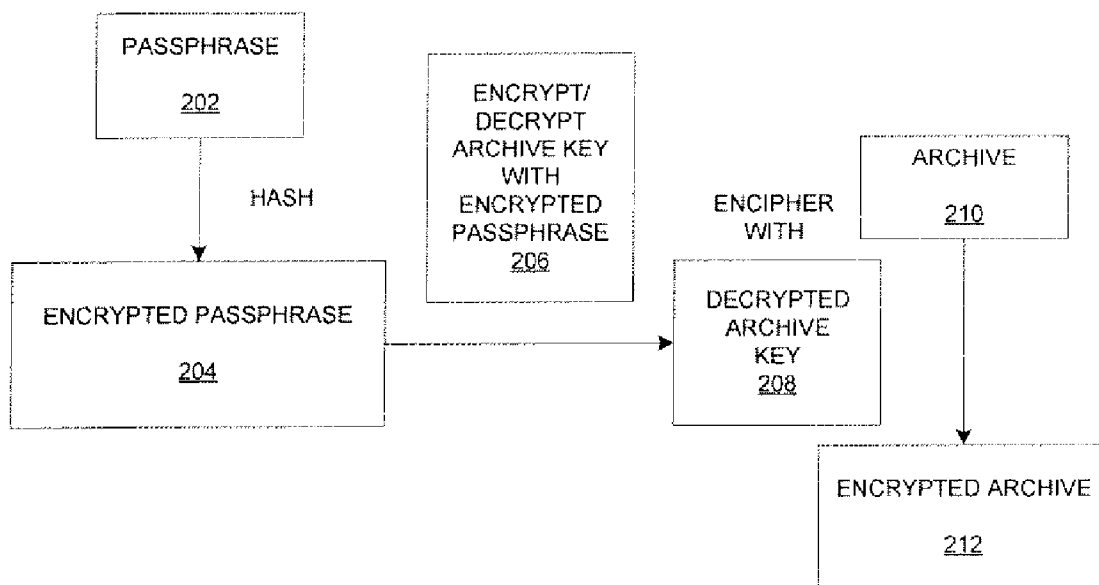 PASSPHRASE
202
HASH
ENCRYPTED PASSPHRASE
204
ENCRYPT/
DECRYPT
ARCHIVE KEY
WITH
ENCRYPTED
PASSPHRASE
206
ENCIPHER
WITH
DECRYPTED
ARCHIVE
KEY
208
ARCHIVE
210
ENCRYPTED ARCHIVE
212